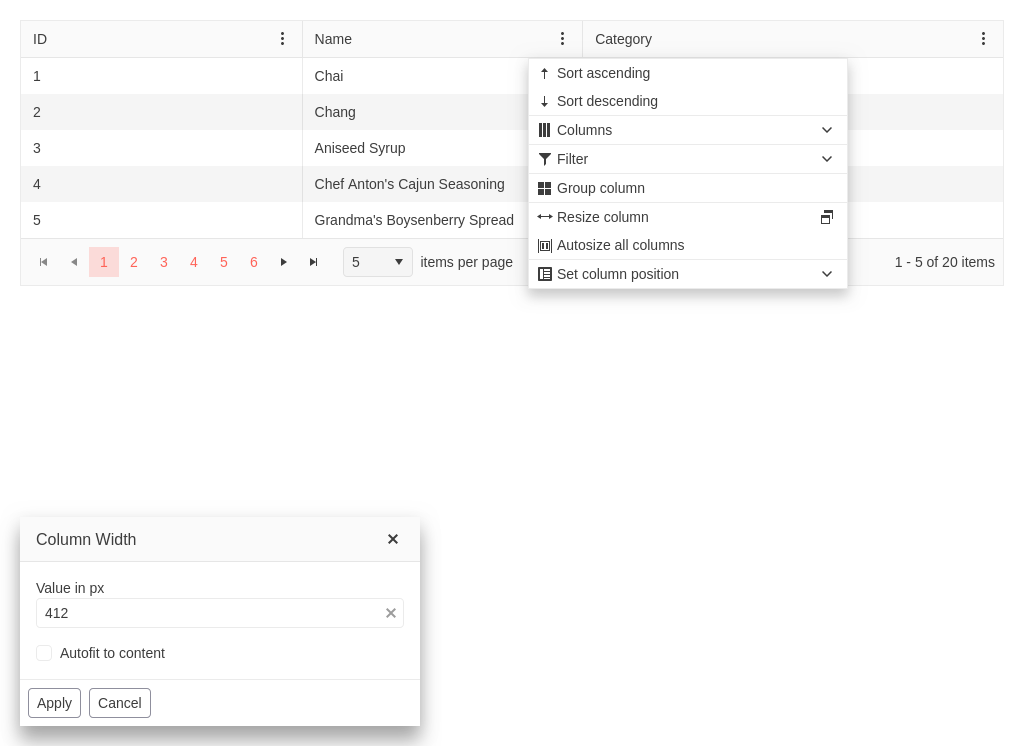 ID Name Category
1 Chai
2 Chang
3 Aniseed Syrup
4 Chef Anton's Cajun Seasoning
5 Grandma's Boysenberry Spread
Sort ascending
Sort descending
Columns
Filter
Group column
Resize column
Autosize all columns
Set column position
1 2 3 4 5 6 5 items per page 1 - 5 of 20 items
Column Width
Value in px
412
Autofit to content
Apply Cancel